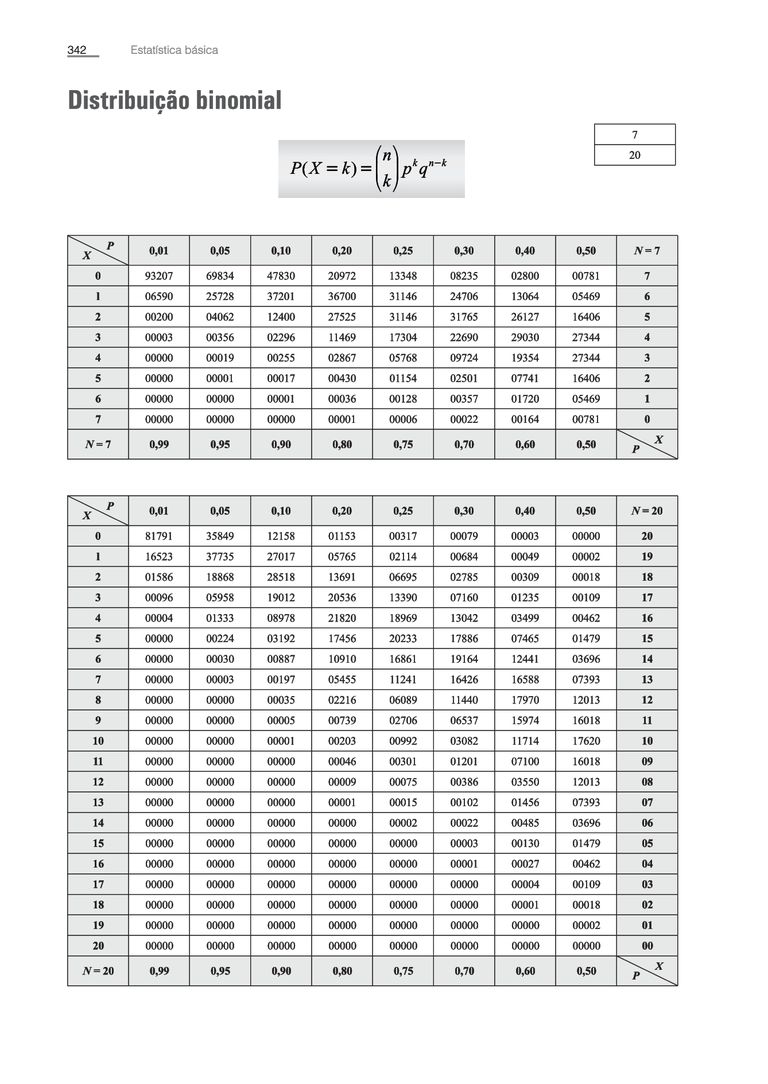 342 Estatística básica
Distribuição binomial
7
20
P(X = k) = (n k) p^k q^n−k
X P 0,01 0,05 0,10 0,20 0,25 0,30 0,40 0,50 N = 7
0 93207 69834 47830 20972 13348 08235 02800 00781 7
1 06590 25728 37201 36700 31146 24706 13064 05469 6
2 00200 04062 12400 27525 31146 31765 26127 16406 5
3 00003 00356 02296 11469 17304 22690 29030 27344 4
4 00000 00019 00255 02867 05768 09724 19354 27344 3
5 00000 00001 00017 00430 01154 02501 07741 16406 2
6 00000 00000 00001 00036 00128 00357 01720 05469 1
7 00000 00000 00000 00001 00006 00022 00164 00781 0
N = 7 0,99 0,95 0,90 0,80 0,75 0,70 0,60 0,50 P X
X P 0,01 0,05 0,10 0,20 0,25 0,30 0,40 0,50 N = 20
0 81791 35849 12158 01153 00317 00079 00003 00000 20
1 16523 37735 27017 05765 02114 00684 00049 00002 19
2 01586 18868 28518 13691 06695 02785 00309 00018 18
3 00096 05958 19012 20536 13390 07160 01235 00109 17
4 00004 01333 08978 21820 18969 13042 03499 00462 16
5 00000 00224 03192 17456 20233 17886 07465 01479 15
6 00000 00030 00887 10910 16861 19164 12441 03696 14
7 00000 00003 00197 05455 11241 16426 16588 07393 13
8 00000 00000 00035 02216 06089 11440 17970 12013 12
9 00000 00000 00005 00739 02706 06537 15974 16018 11
10 00000 00000 00001 00203 00992 03082 11714 17620 10
11 00000 00000 00000 00046 00301 01201 07100 16018 09
12 00000 00000 00000 00009 00075 00386 03550 12013 08
13 00000 00000 00000 00001 00015 00102 01456 07393 07
14 00000 00000 00000 00000 00002 00022 00485 03696 06
15 00000 00000 00000 00000 00000 00003 00130 01479 05
16 00000 00000 00000 00000 00000 00001 00027 00462 04
17 00000 00000 00000 00000 00000 00000 00004 00109 03
18 00000 00000 00000 00000 00000 00000 00001 00018 02
19 00000 00000 00000 00000 00000 00000 00000 00002 01
20 00000 00000 00000 00000 00000 00000 00000 00000 00
N = 20 0,99 0,95 0,90 0,80 0,75 0,70 0,60 0,50 P X